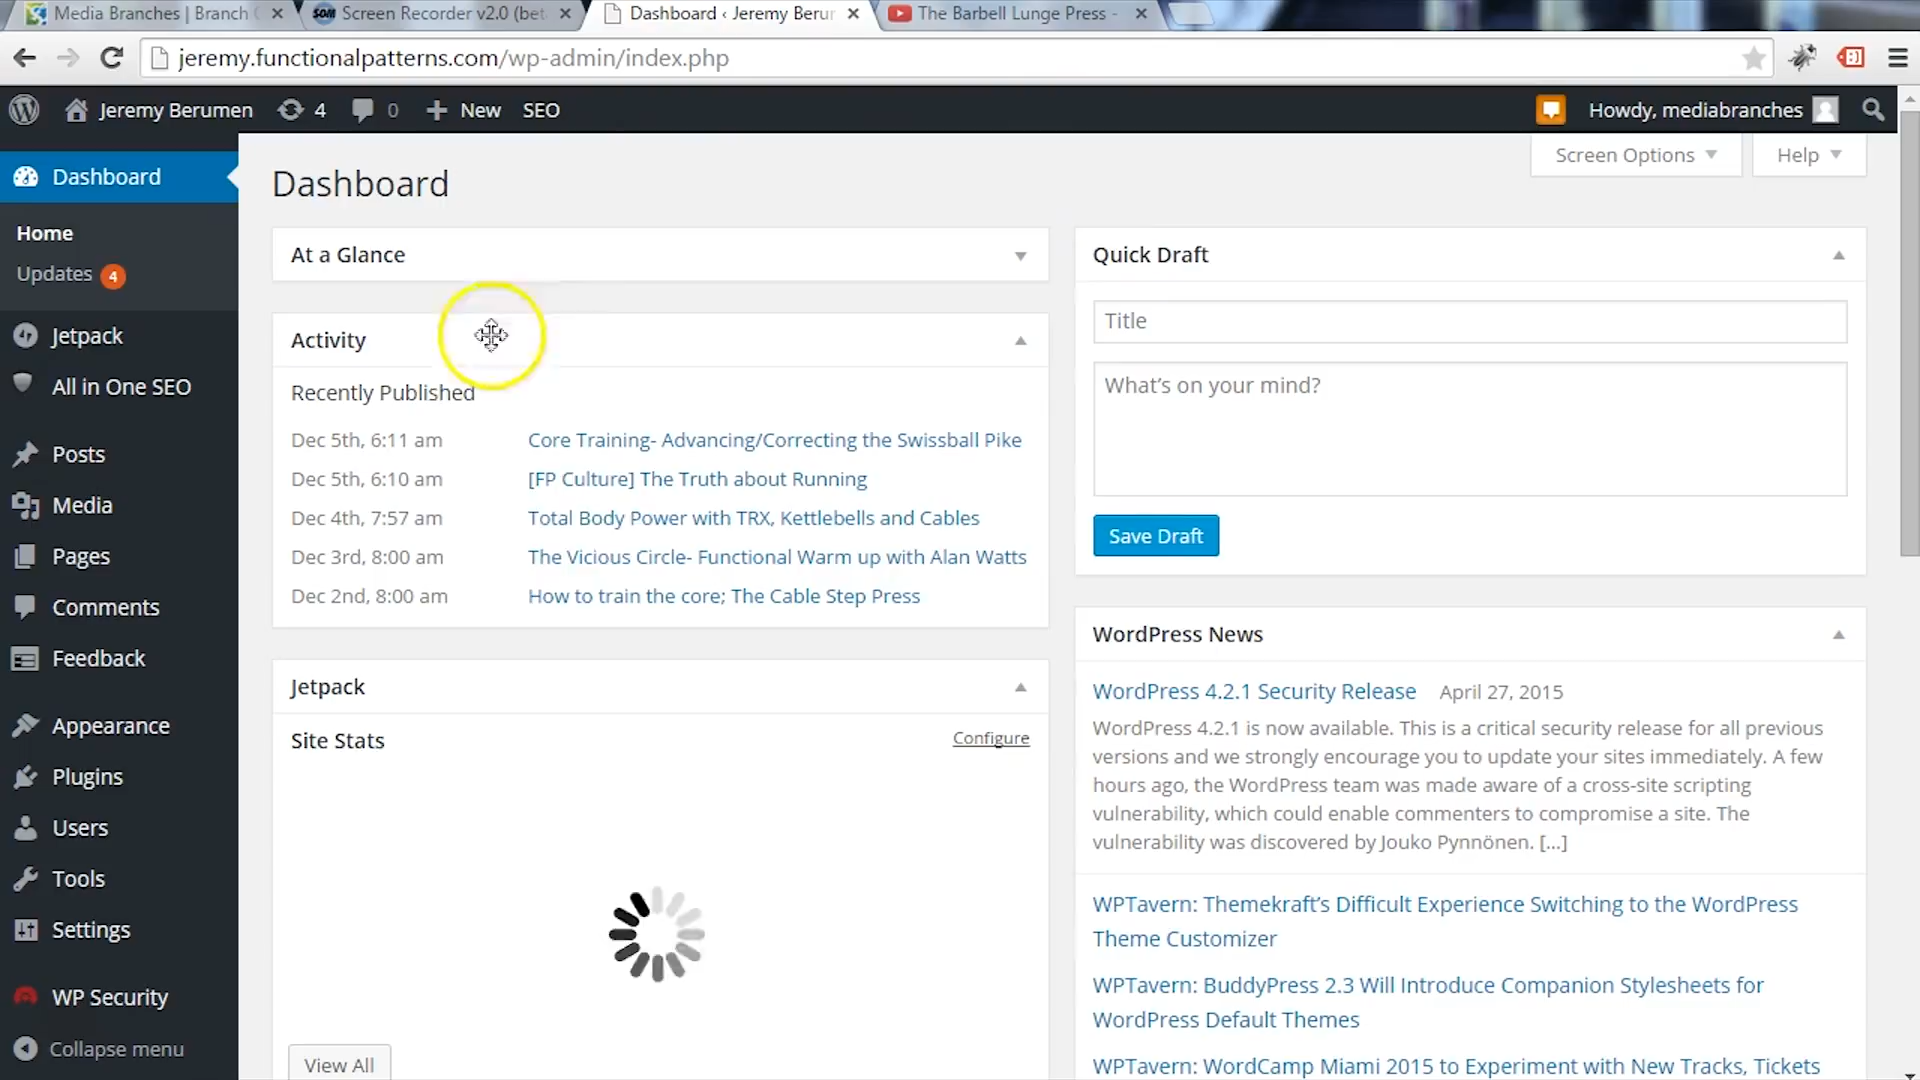 Media Branches | Branch
Screen Recorder v2.0 (bet
Dashboard ‹ Jeremy Berum
The Barbell Lunge Press -
jeremy.functionalpatterns.com/wp-admin/index.php
Jeremy Berumen
4
0
New
SEO
Howdy, mediabranches
Screen Options
Help
Dashboard
Home
Updates 4
Jetpack
All in One SEO
Posts
Media
Pages
Comments
Feedback
Appearance
Plugins
Users
Tools
Settings
WP Security
Collapse menu
Dashboard
At a Glance
Activity
Recently Published
Dec 5th, 6:11 am Core Training- Advancing/Correcting the Swissball Pike
Dec 5th, 6:10 am [FP Culture] The Truth about Running
Dec 4th, 7:57 am Total Body Power with TRX, Kettlebells and Cables
Dec 3rd, 8:00 am The Vicious Circle- Functional Warm up with Alan Watts
Dec 2nd, 8:00 am How to train the core; The Cable Step Press
Jetpack
Site Stats
Configure
View All
Quick Draft
Title
What's on your mind?
Save Draft
WordPress News
WordPress 4.2.1 Security Release April 27, 2015
WordPress 4.2.1 is now available. This is a critical security release for all previous
versions and we strongly encourage you to update your sites immediately. A few
hours ago, the WordPress team was made aware of a cross-site scripting
vulnerability, which could enable commenters to compromise a site. The
vulnerability was discovered by Jouko Pynnönen. [...]
WPTavern: Themekraft's Difficult Experience Switching to the WordPress
Theme Customizer
WPTavern: BuddyPress 2.3 Will Introduce Companion Stylesheets for
WordPress Default Themes
WPTavern: WordCamp Miami 2015 to Experiment with New Tracks, Tickets